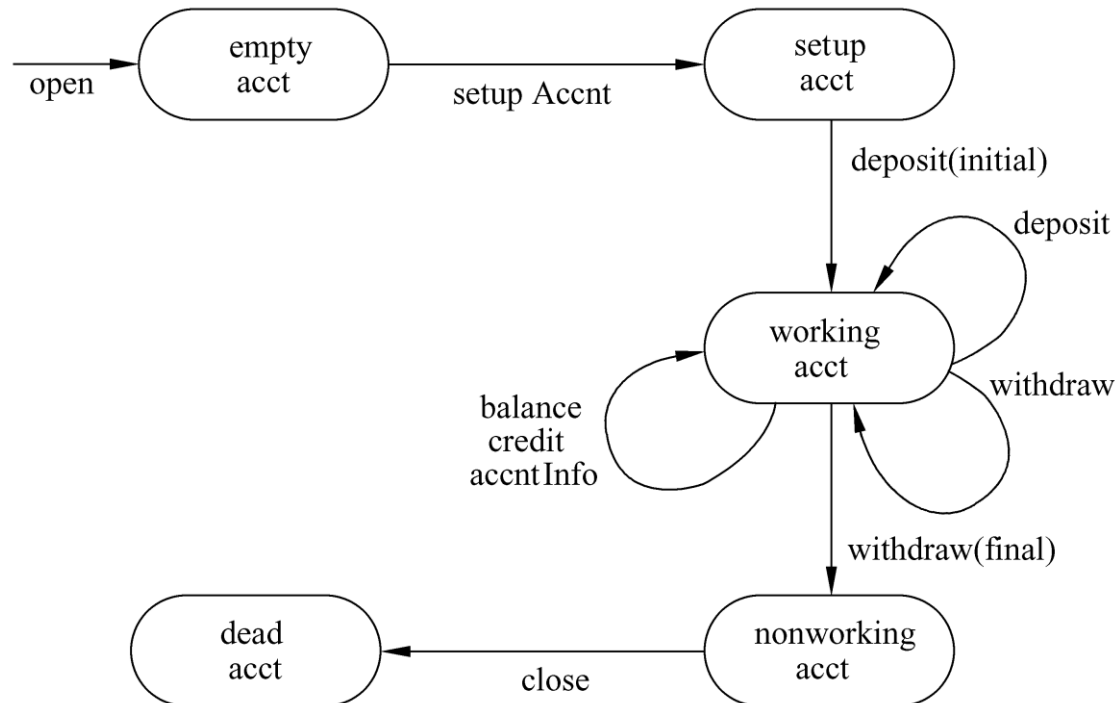 empty
acct
setup
acct
open
setup Accnt
deposit(initial)
deposit
working
acct
withdraw
balance
credit
accntInfo
withdraw(final)
dead
acct
nonworking
acct
close